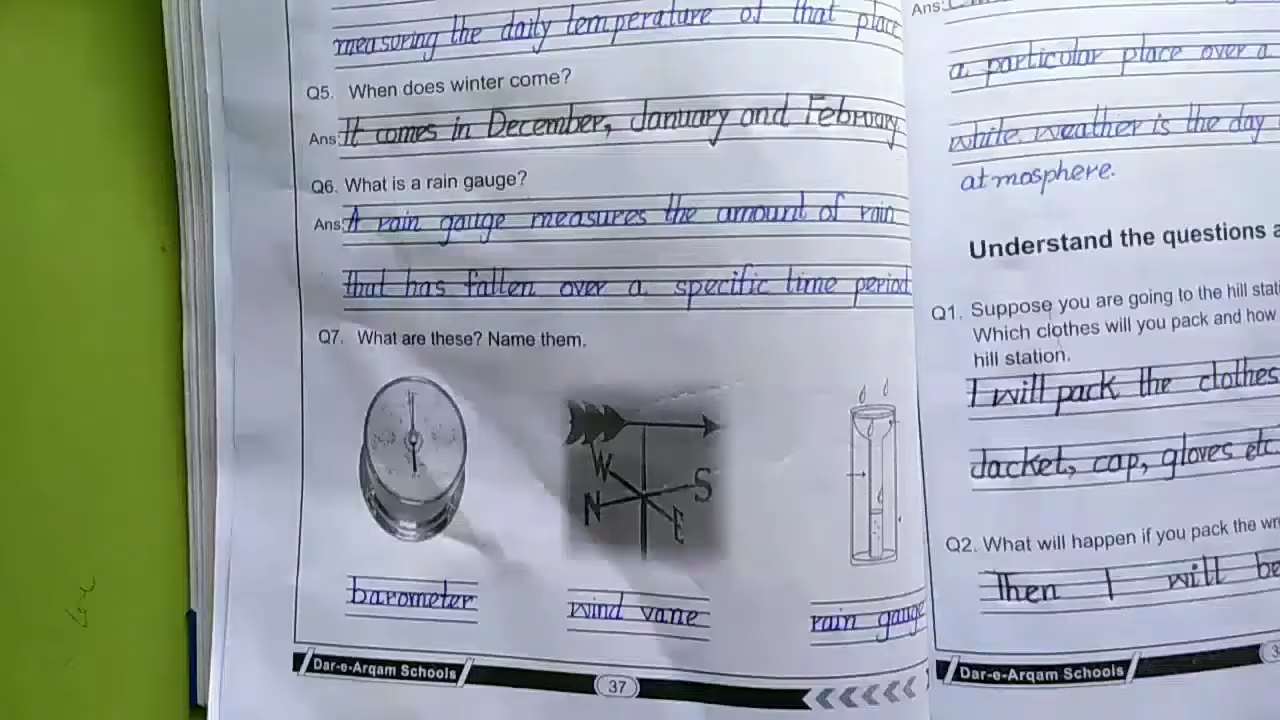 measuring the daily temperature of that place
Q5. When does winter come?
Ans: It comes in December, January and February
Q6. What is a rain gauge?
Ans: A rain gauge measures the amount of rain
that has fallen over a specific time period
Q7. What are these? Name them.
W
S
N
E
barometer
wind vane
rain gauge
Dar-e-Arqam Schools
37
Ans:
a particular place over a
while weather is the day
atmosphere.
Understand the questions a
Q1. Suppose you are going to the hill stati
Which clothes will you pack and how
hill station.
I will pack the clothes
Jacket, cap, gloves etc
Q2. What will happen if you pack the wr
Then I will be
Dar-e-Arqam Schools
3